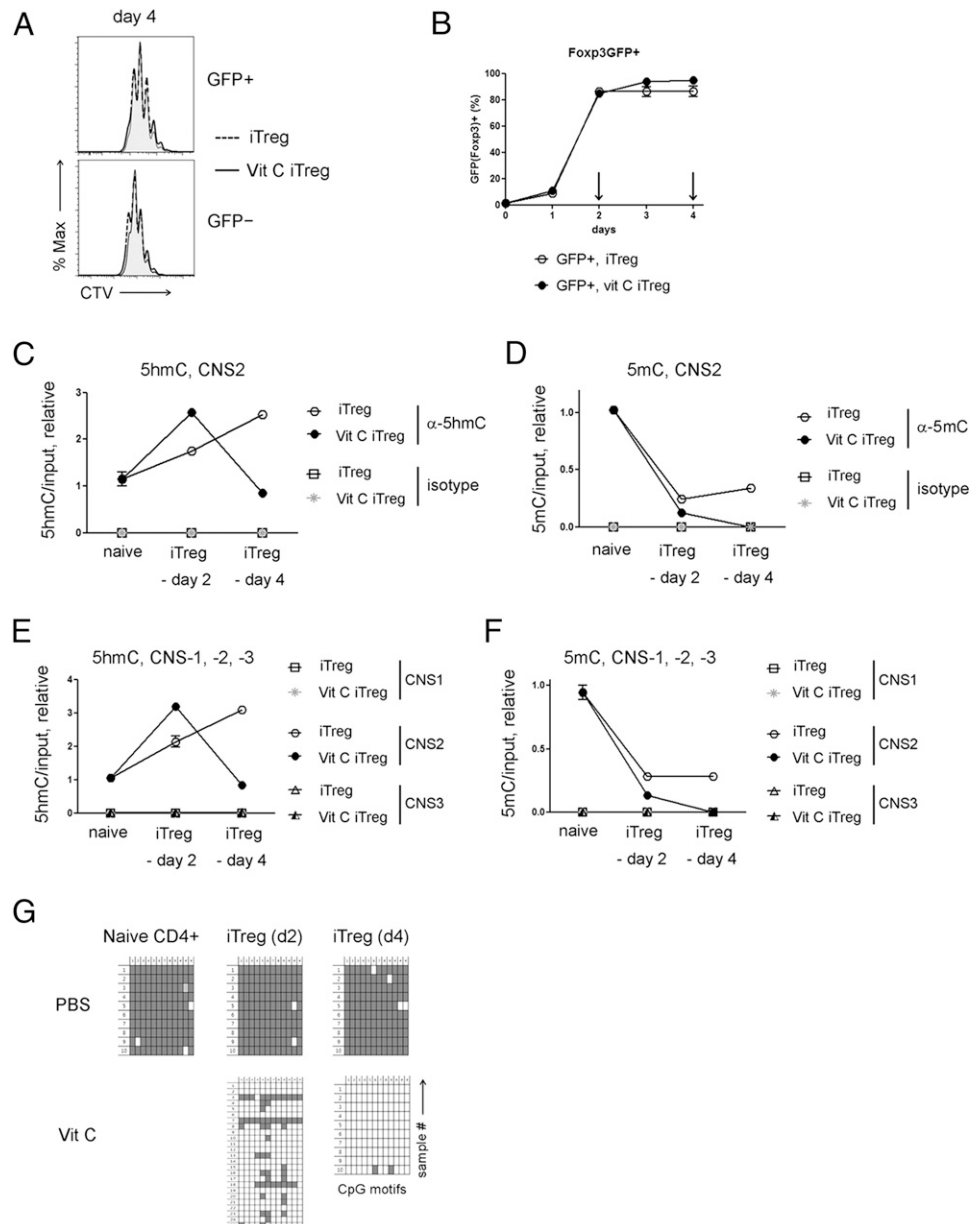 A
day 4
GFP+
iTreg
Vit C iTreg
GFP−
% Max
CTV
B
Foxp3GFP+
GFP(Foxp3)+ (%)
100
80
60
40
20
0
0 1 2 3 4
days
GFP+, iTreg
GFP+, vit C iTreg
C
5hmC, CNS2
5hmC/input, relative
3
2
1
0
naive iTreg - day 2 iTreg - day 4
iTreg
Vit C iTreg
α-5hmC
iTreg
Vit C iTreg
isotype
D
5mC, CNS2
5mC/input, relative
1.0
0.5
0.0
naive iTreg - day 2 iTreg - day 4
iTreg
Vit C iTreg
α-5mC
iTreg
Vit C iTreg
isotype
E
5hmC, CNS-1, -2, -3
5hmC/input, relative
4
3
2
1
0
naive iTreg - day 2 iTreg - day 4
iTreg
Vit C iTreg
CNS1
iTreg
Vit C iTreg
CNS2
iTreg
Vit C iTreg
CNS3
F
5mC, CNS-1, -2, -3
5mC/input, relative
1.0
0.5
0.0
naive iTreg - day 2 iTreg - day 4
iTreg
Vit C iTreg
CNS1
iTreg
Vit C iTreg
CNS2
iTreg
Vit C iTreg
CNS3
G
Naive CD4+ iTreg (d2) iTreg (d4)
PBS
Vit C
sample #
CpG motifs